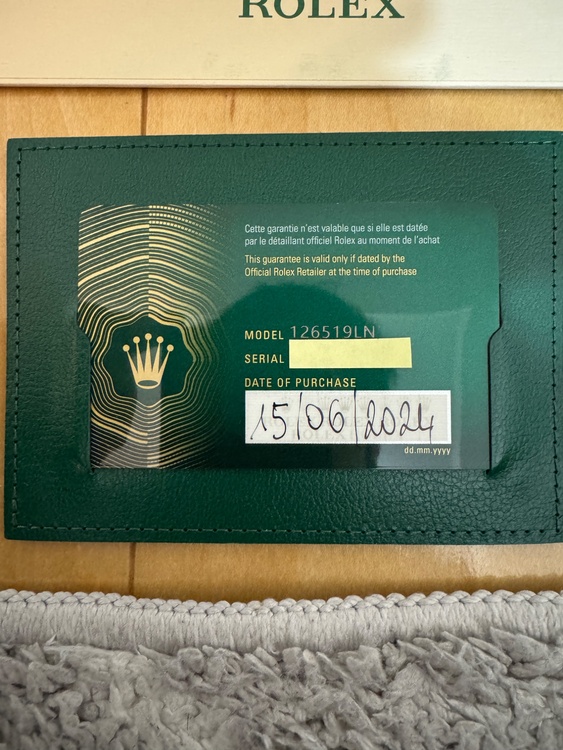 ROLEX
Cette garantie n'est valable que si elle est datée
par le détaillant officiel Rolex au moment de l'achat
This guarantee is valid only if dated by the
Official Rolex Retailer at the time of purchase
MODEL 126519LN
SERIAL
DATE OF PURCHASE
15/06/2024
dd.mm.yyyy